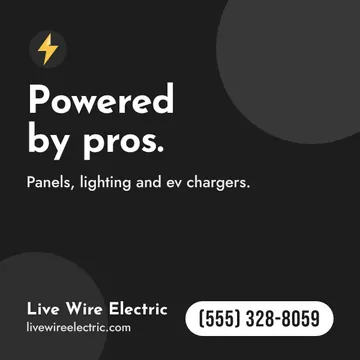 Powered
by pros.
Panels, lighting and ev chargers.
Live Wire Electric
livewireelectric.com
(555) 328-8059